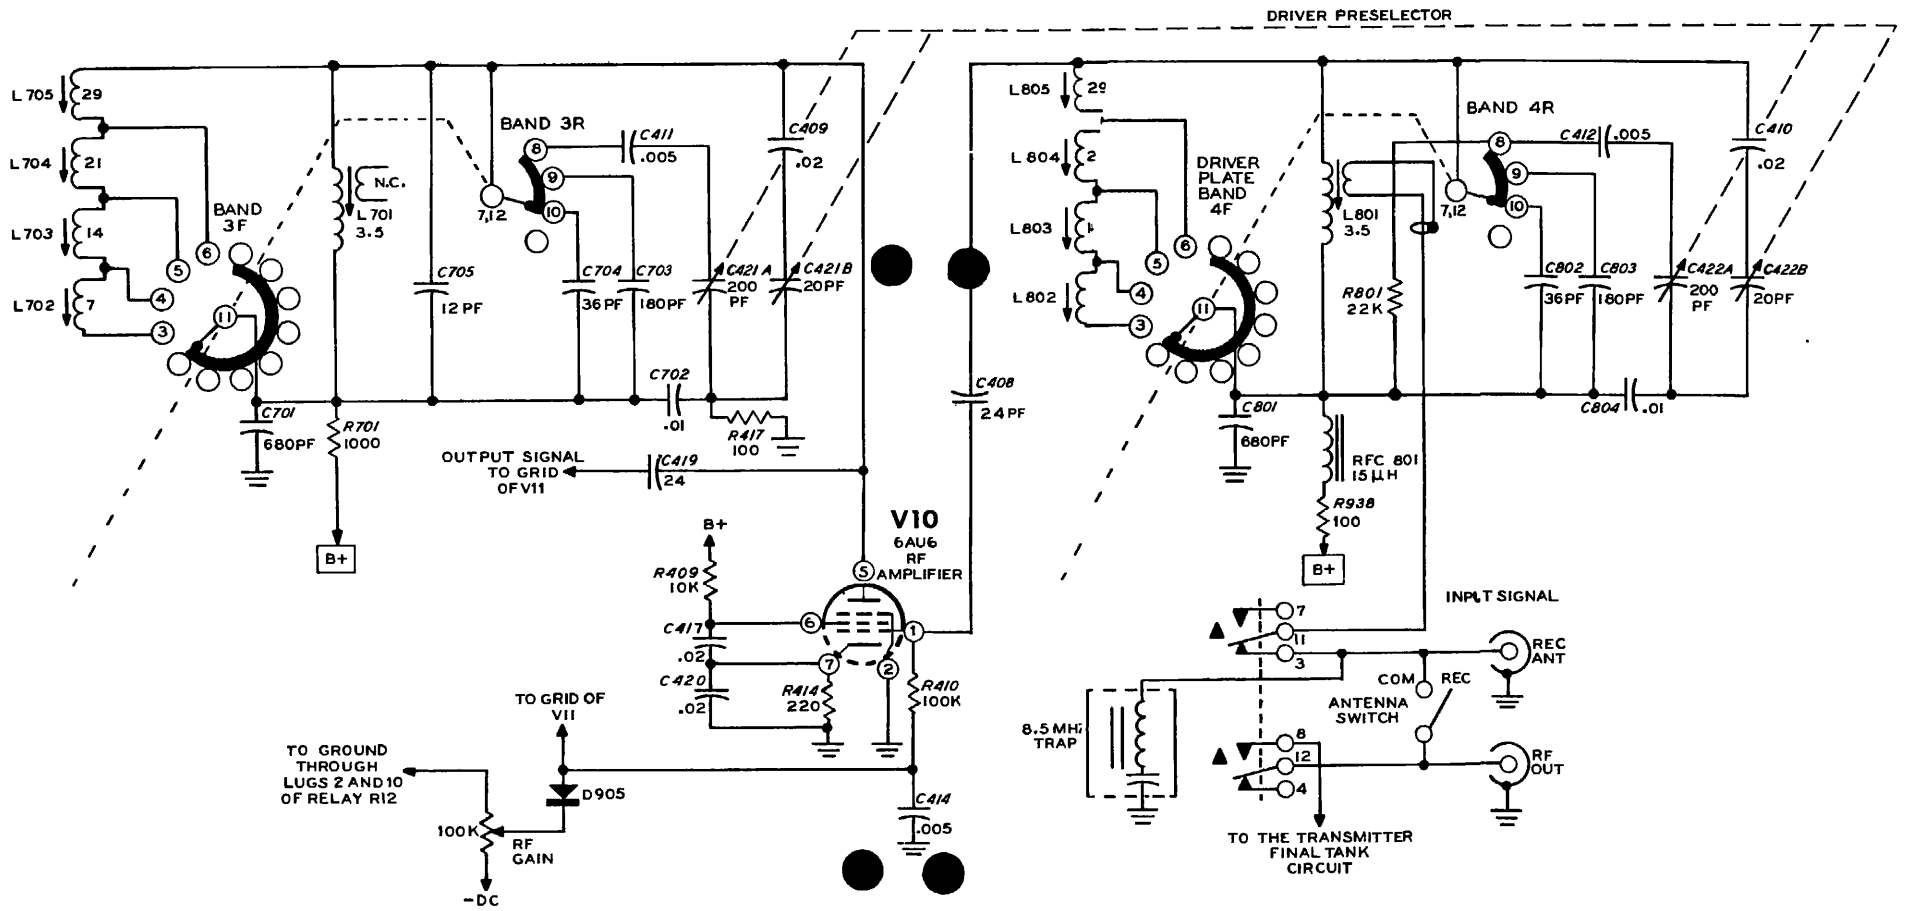 DRIVER PRESELECTOR
L705
29
L704
21
L703
14
L702
7
BAND
3F
6
5
4
3
11
N.C.
L701
3.5
C705
12 PF
BAND 3R
7,12
8
9
10
C411
.005
C409
.02
C704
36PF
C703
180PF
C421A
200
PF
C421B
20PF
C702
.01
R417
100
C701
680PF
R701
1000
B+
OUTPUT SIGNAL
TO GRID
OF V11
C419
24
V10
6AU6
RF
AMPLIFIER
5
6
7
2
1
B+
R409
10K
C417
.02
C420
.02
R414
220
R410
100K
TO GRID OF
V11
D905
TO GROUND
THROUGH
LUGS 2 AND 10
OF RELAY R12
100K
RF
GAIN
-DC
C414
.005
C408
24PF
L805
29
L804
2
L803
L802
DRIVER
PLATE
BAND
4F
6
5
4
3
11
L801
3.5
BAND 4R
7,12
8
9
10
C412
.005
C410
.02
R801
22K
C802
36PF
C803
180PF
C422A
200
PF
C422B
20PF
C804
.01
C801
680PF
RFC 801
15µH
R938
100
B+
INPUT SIGNAL
7
11
3
REC
ANT
COM
REC
ANTENNA
SWITCH
8.5 MHz
TRAP
8
12
4
RF
OUT
TO THE TRANSMITTER
FINAL TANK
CIRCUIT